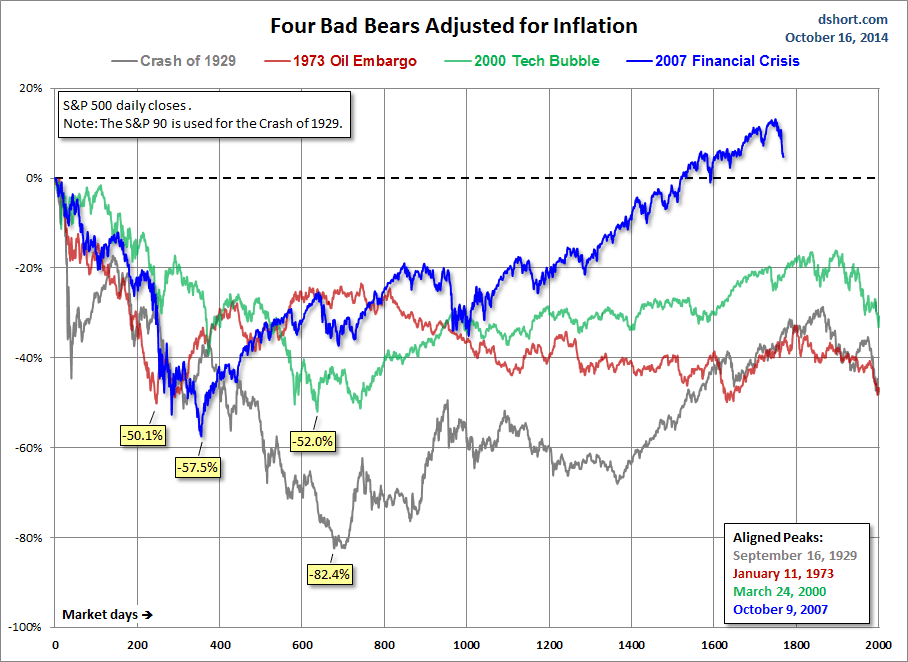 Four Bad Bears Adjusted for Inflation
dshort.com
October 16, 2014
Crash of 1929 1973 Oil Embargo 2000 Tech Bubble 2007 Financial Crisis
20%
S&P 500 daily closes .
Note: The S&P 90 is used for the Crash of 1929.
0%
-20%
-40%
-50.1%
-52.0%
-57.5%
-60%
-80%
-82.4%
Aligned Peaks:
September 16, 1929
January 11, 1973
March 24, 2000
October 9, 2007
Market days →
-100%
0 200 400 600 800 1000 1200 1400 1600 1800 2000